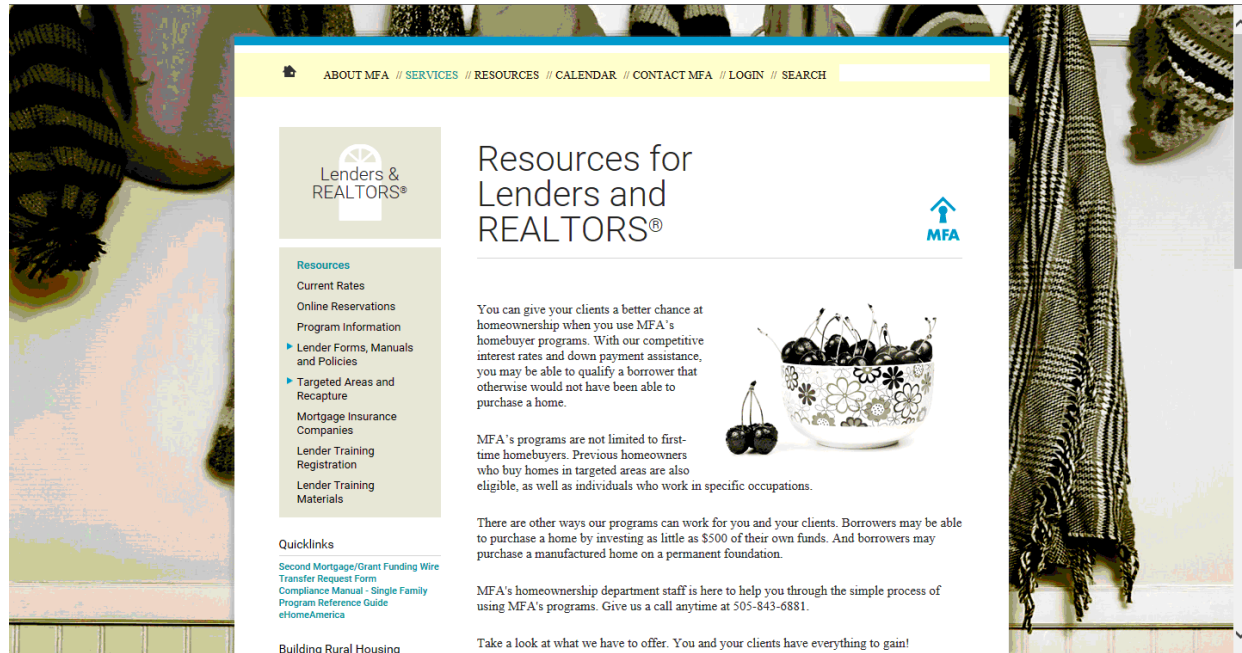 ABOUT MFA // SERVICES // RESOURCES // CALENDAR // CONTACT MFA // LOGIN // SEARCH
Lenders &
REALTORS®
Resources
Current Rates
Online Reservations
Program Information
Lender Forms, Manuals
and Policies
Targeted Areas and
Recapture
Mortgage Insurance
Companies
Lender Training
Registration
Lender Training
Materials
Quicklinks
Second Mortgage/Grant Funding Wire
Transfer Request Form
Compliance Manual - Single Family
Program Reference Guide
eHomeAmerica
Building Rural Housing
Resources for
Lenders and
REALTORS®
MFA
You can give your clients a better chance at
homeownership when you use MFA's
homebuyer programs. With our competitive
interest rates and down payment assistance,
you may be able to qualify a borrower that
otherwise would not have been able to
purchase a home.
MFA's programs are not limited to first-
time homebuyers. Previous homeowners
who buy homes in targeted areas are also
eligible, as well as individuals who work in specific occupations.
There are other ways our programs can work for you and your clients. Borrowers may be able
to purchase a home by investing as little as $500 of their own funds. And borrowers may
purchase a manufactured home on a permanent foundation.
MFA's homeownership department staff is here to help you through the simple process of
using MFA's programs. Give us a call anytime at 505-843-6881.
Take a look at what we have to offer. You and your clients have everything to gain!